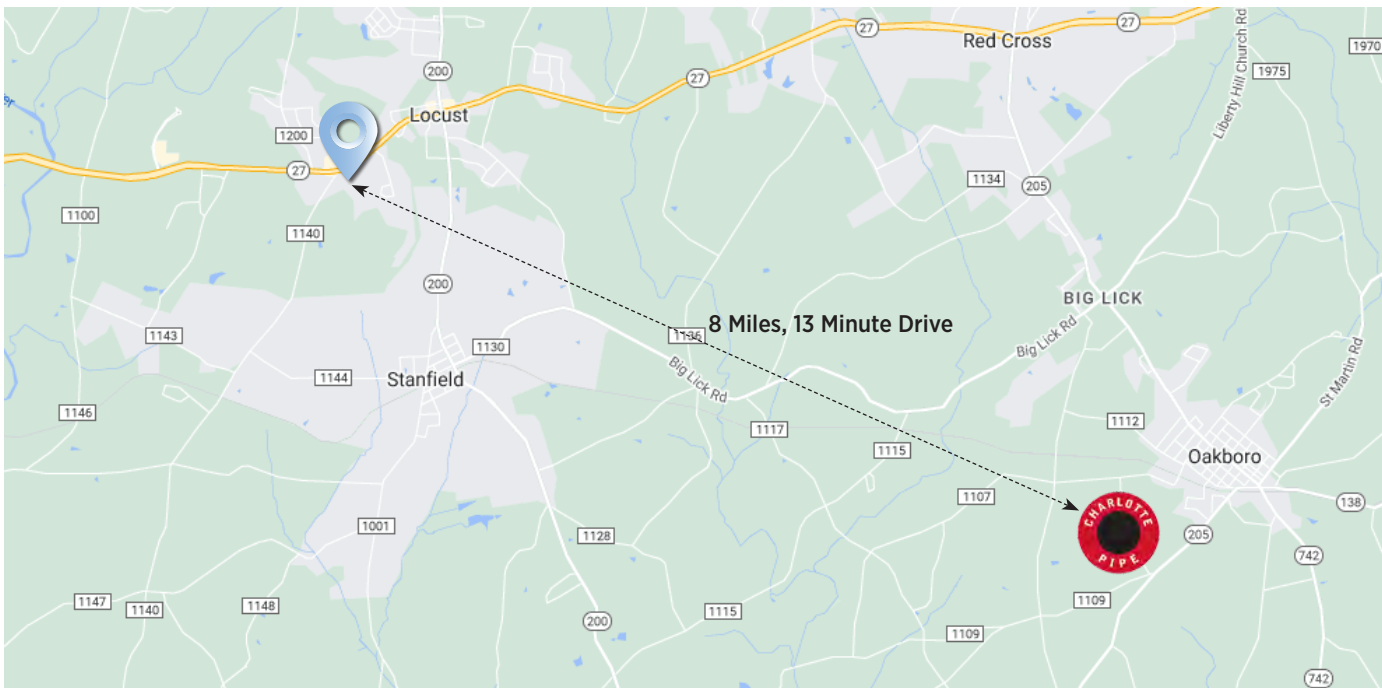 27
27
Red Cross
1970
Liberty Hill Church Rd
200
27
1975
Locust
1200
27
1134
205
1100
1140
200
BIG LICK
8 Miles, 13 Minute Drive
1143
1136
Big Lick Rd
1130
St Martin Rd
1144
Stanfield
Big Lick Rd
1146
1117
1112
1115
Oakboro
1107
138
CHARLOTTE
PIPE
1001
1128
205
742
1147
1140
1148
1115
1109
200
1109
742